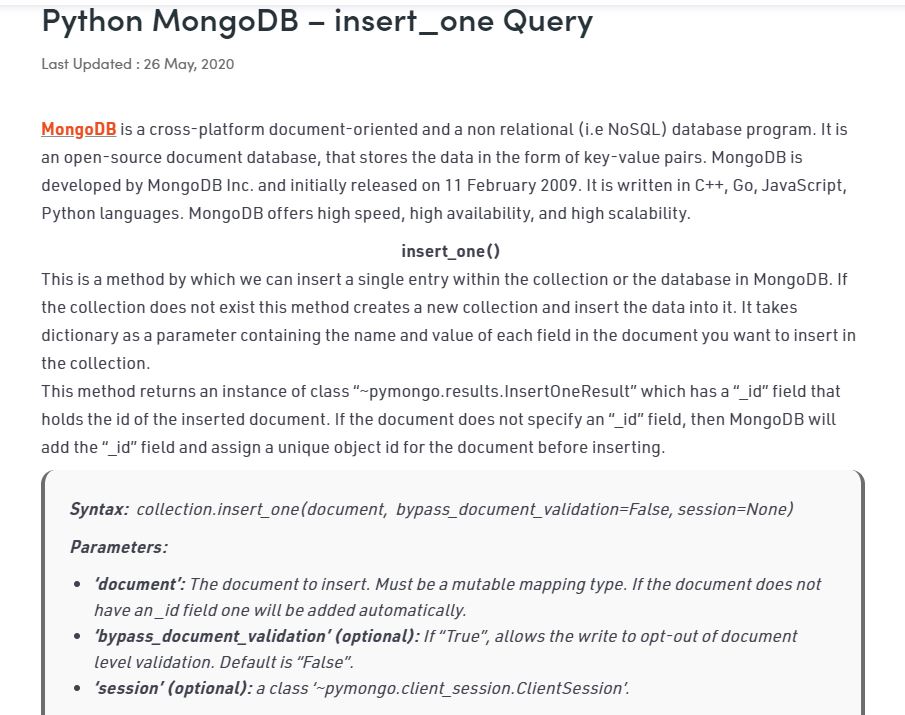 Python MongoDB – insert_one Query
Last Updated : 26 May, 2020
MongoDB is a cross-platform document-oriented and a non relational (i.e NoSQL) database program. It is
an open-source document database, that stores the data in the form of key-value pairs. MongoDB is
developed by MongoDB Inc. and initially released on 11 February 2009. It is written in C++, Go, JavaScript,
Python languages. MongoDB offers high speed, high availability, and high scalability.
insert_one()
This is a method by which we can insert a single entry within the collection or the database in MongoDB. If
the collection does not exist this method creates a new collection and insert the data into it. It takes
dictionary as a parameter containing the name and value of each field in the document you want to insert in
the collection.
This method returns an instance of class “~pymongo.results.InsertOneResult” which has a “_id” field that
holds the id of the inserted document. If the document does not specify an “_id” field, then MongoDB will
add the “_id” field and assign a unique object id for the document before inserting.
Syntax: collection.insert_one(document, bypass_document_validation=False, session=None)
Parameters:
• ‘document’: The document to insert. Must be a mutable mapping type. If the document does not
have an _id field one will be added automatically.
• ‘bypass_document_validation’ (optional): If “True”, allows the write to opt-out of document
level validation. Default is “False”.
• ‘session’ (optional): a class ‘~pymongo.client_session.ClientSession’.